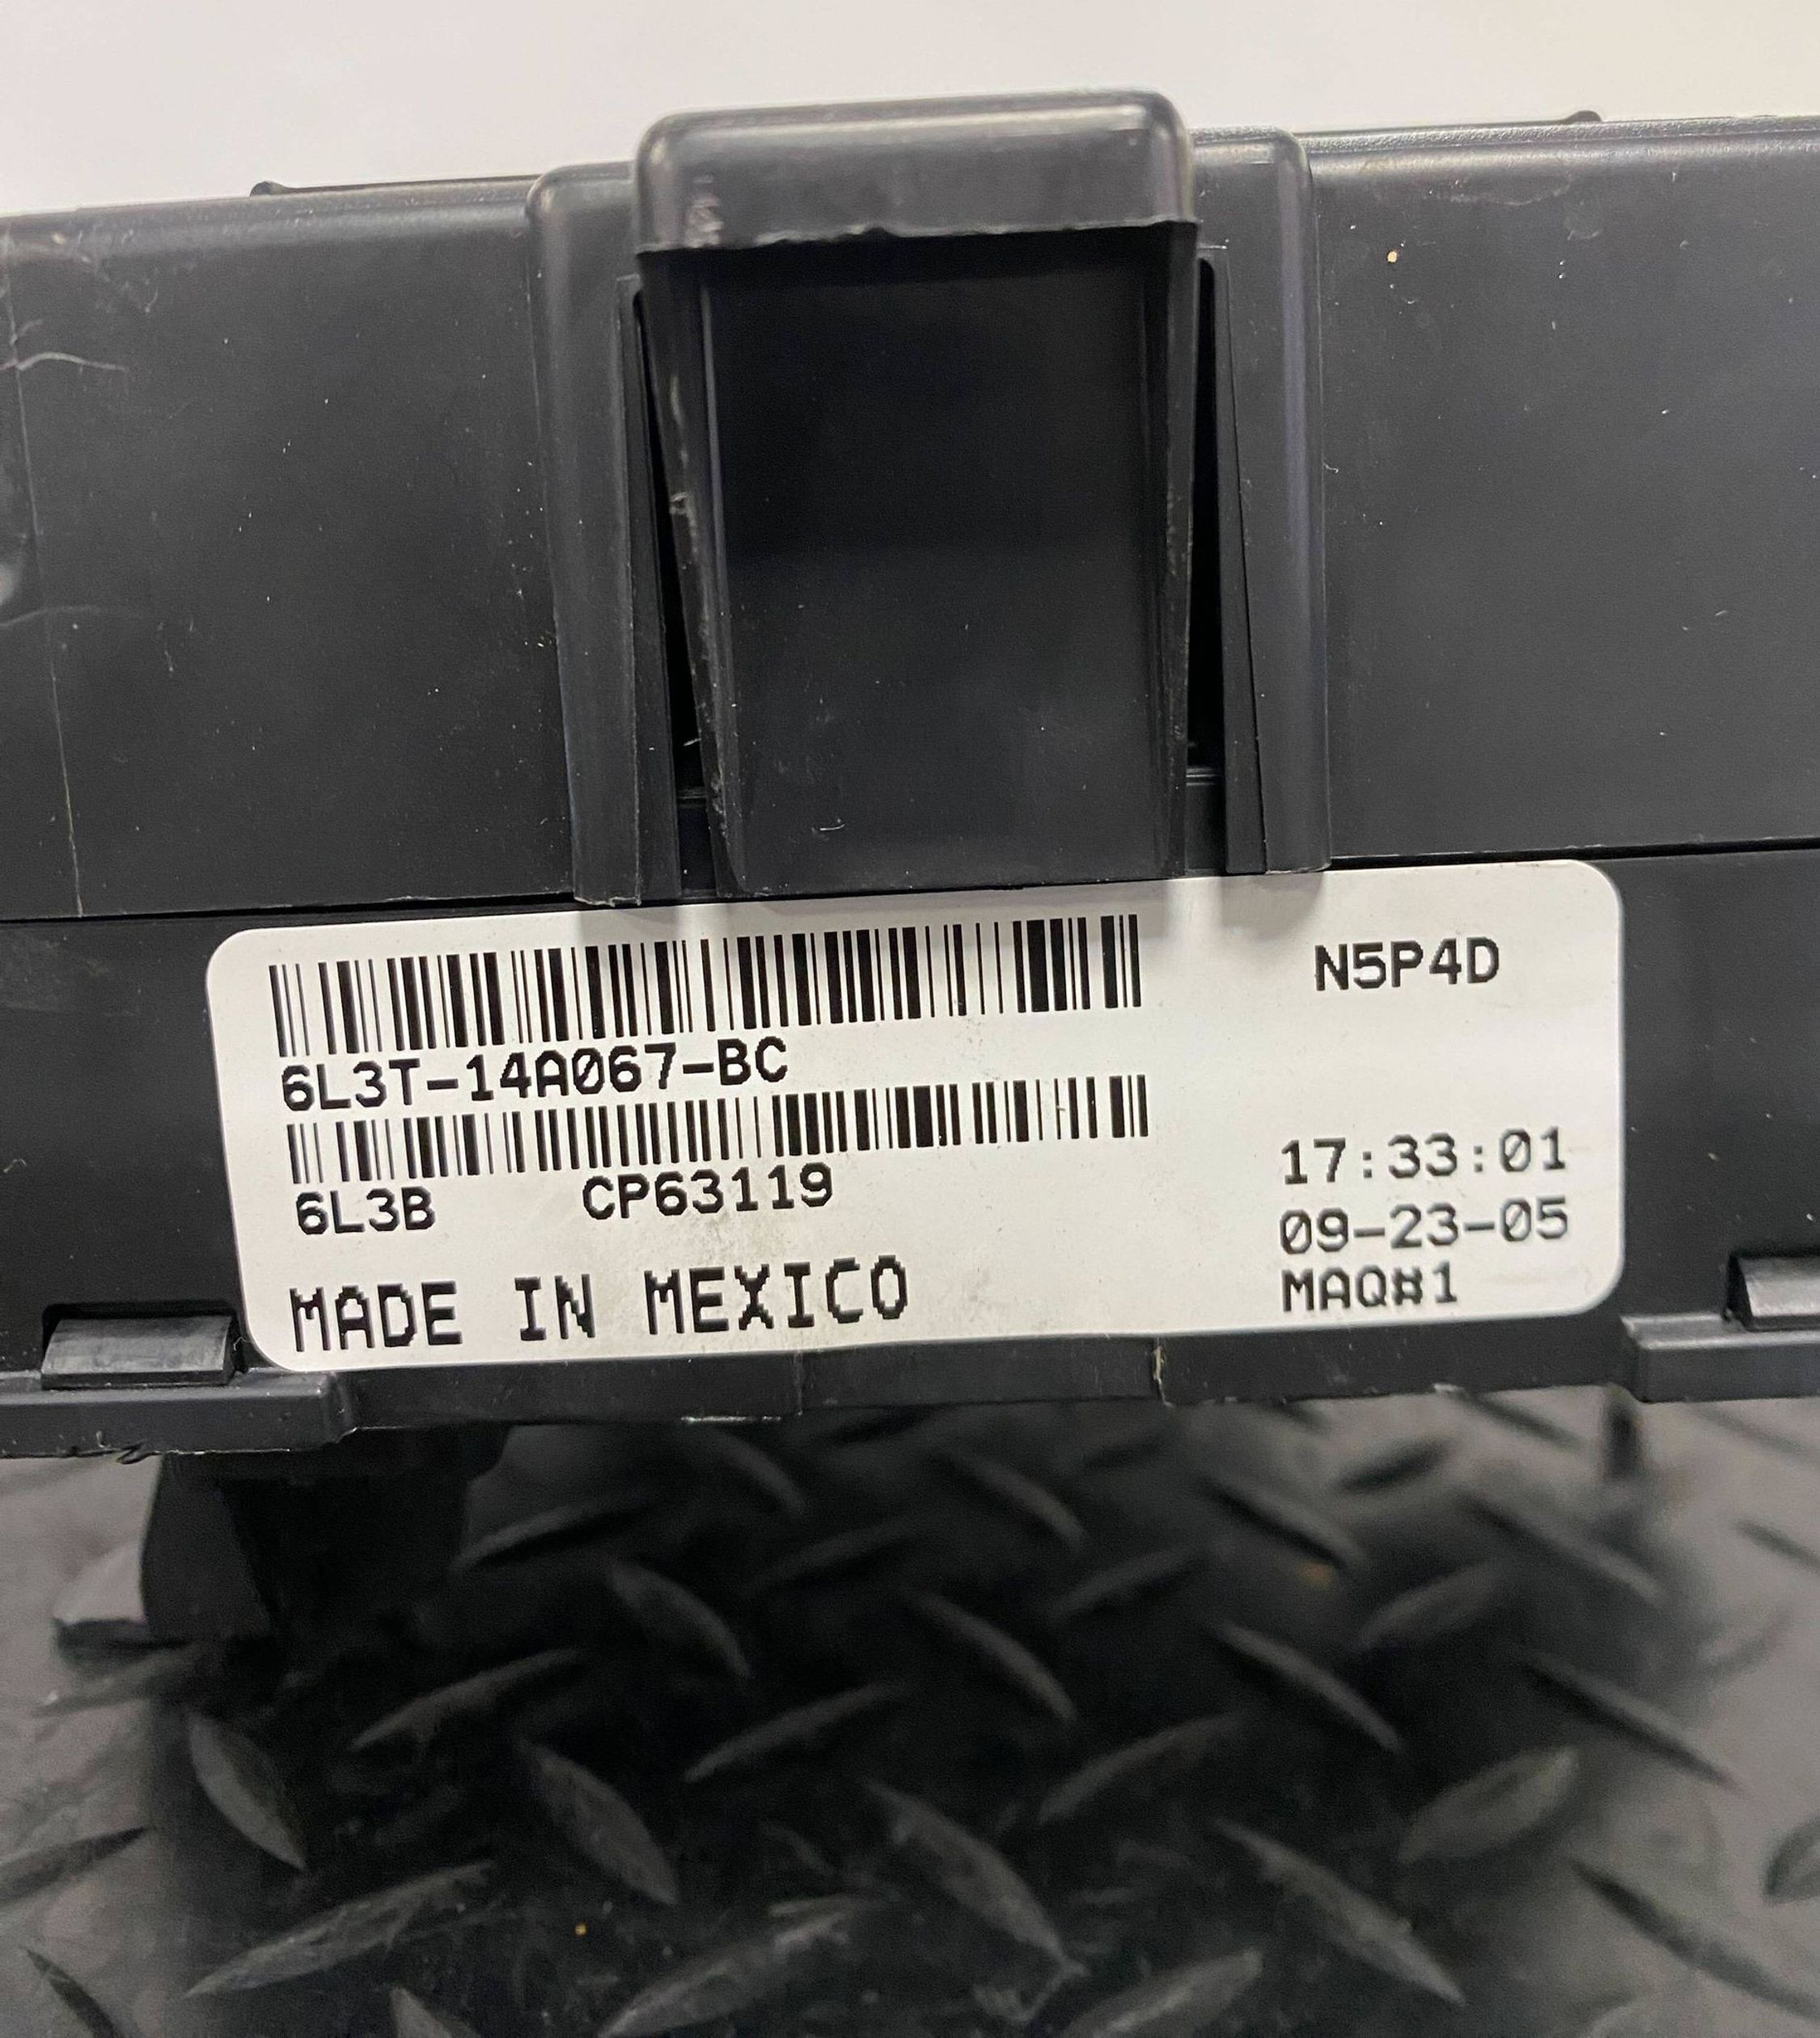 N5P4D
6L3T-14A067-BC
6L3B CP63119
17:33:01
09-23-05
MADE IN MEXICO
MAQ#1